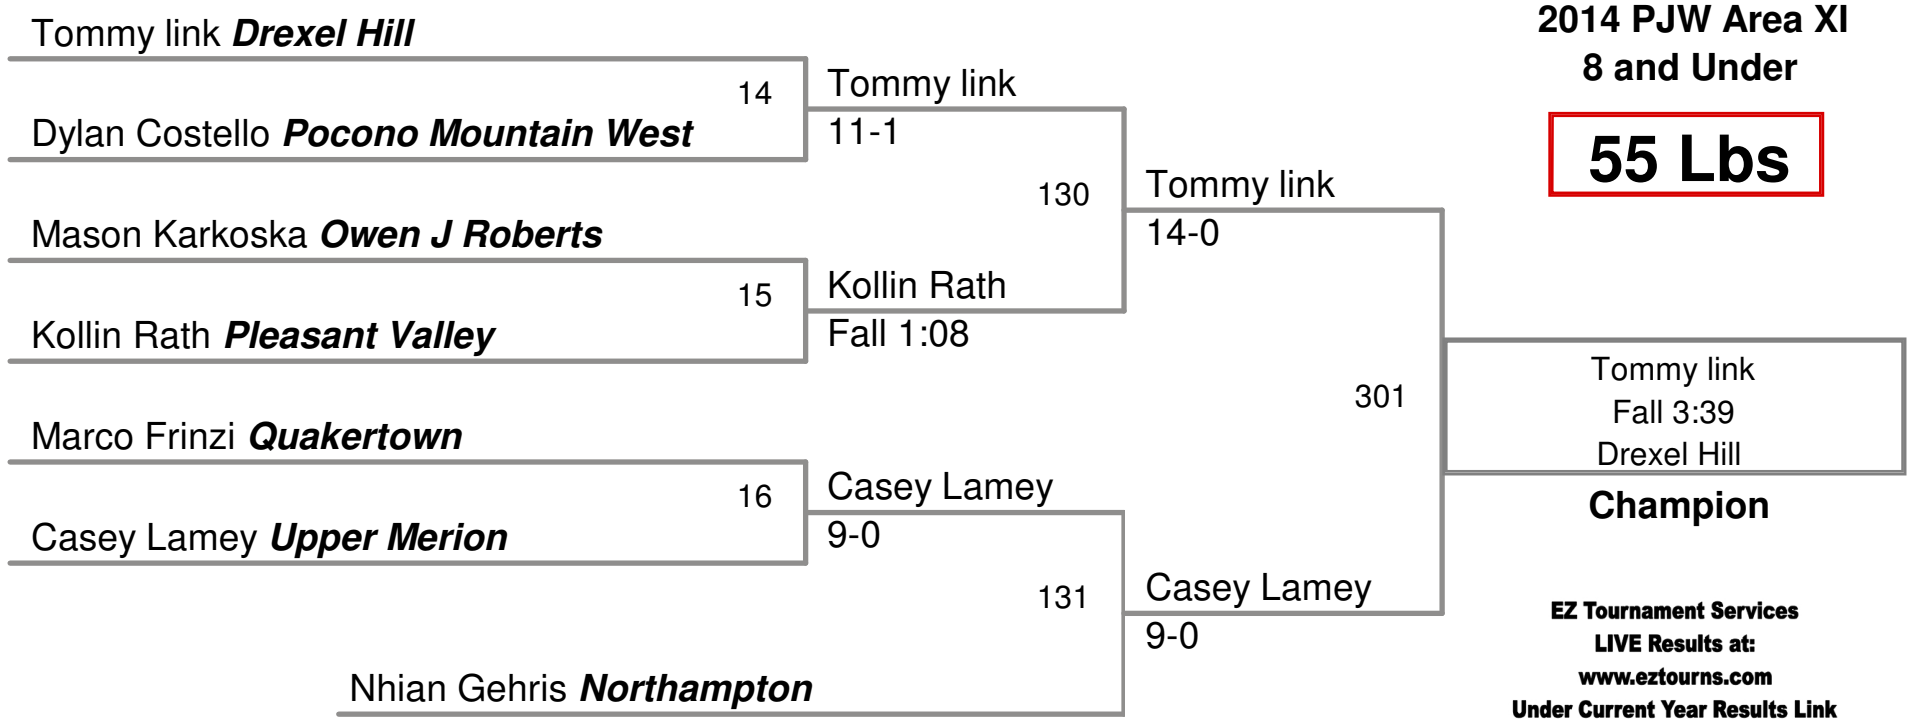 Tommy link Drexel Hill
14
Dylan Costello Pocono Mountain West
Tommy link
11-1
Mason Karkoska Owen J Roberts
15
Kollin Rath Pleasant Valley
Kollin Rath
Fall 1:08
130
Tommy link
14-0
Marco Frinzi Quakertown
16
Casey Lamey Upper Merion
Casey Lamey
9-0
131
Nhian Gehris Northampton
Casey Lamey
9-0
301
2014 PJW Area XI
8 and Under
55 Lbs
Tommy link
Fall 3:39
Drexel Hill
Champion
EZ Tournament Services
LIVE Results at:
www.eztourns.com
Under Current Year Results Link